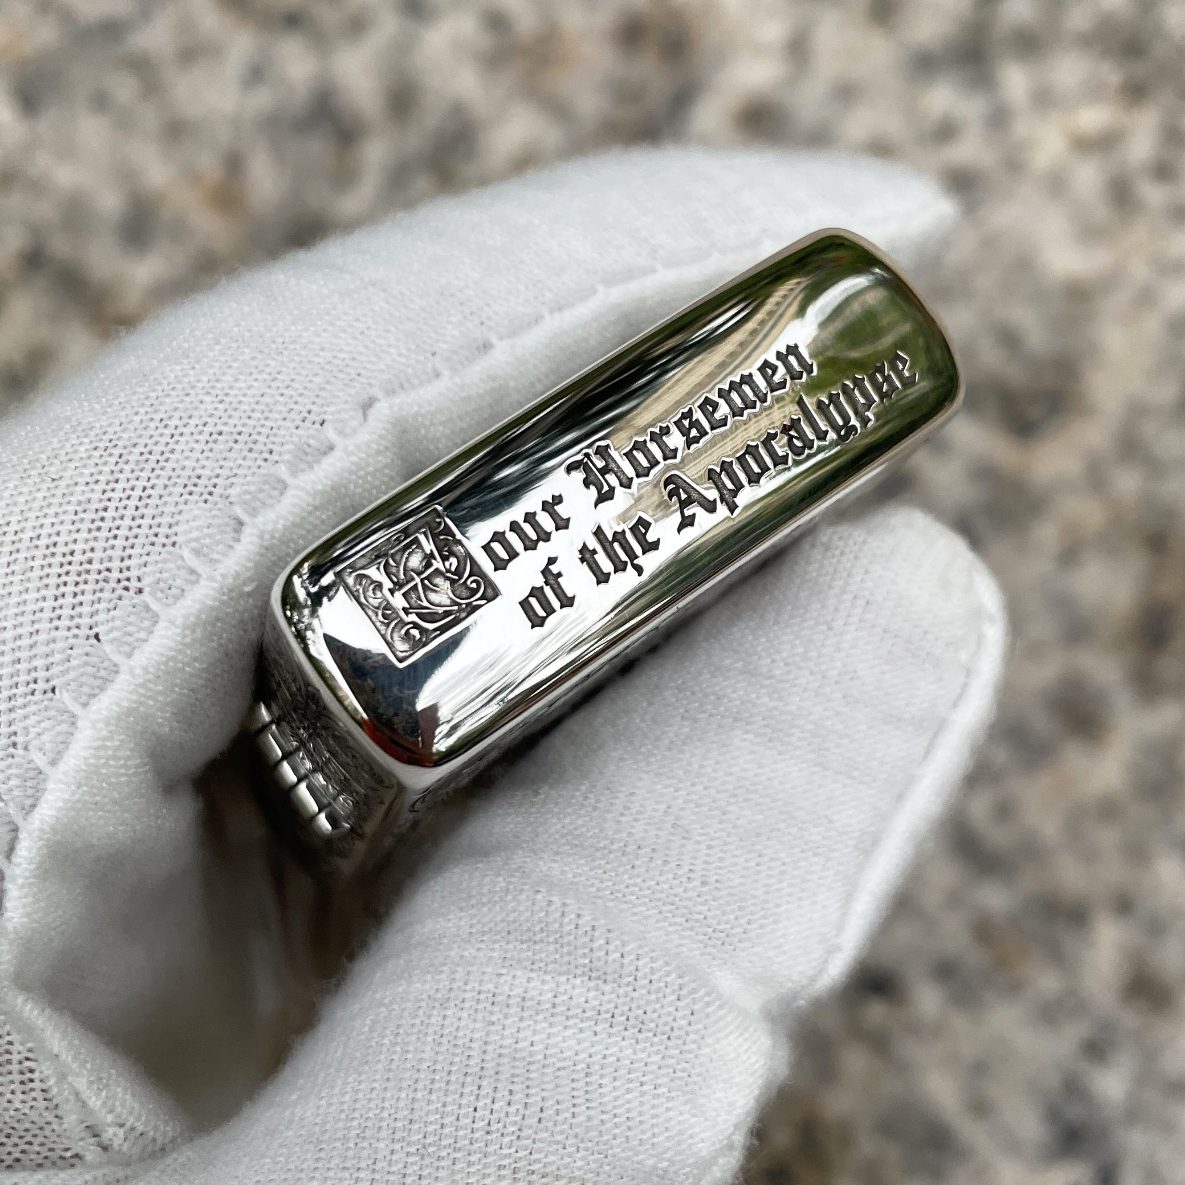 Four Horsemen
of the Apocalypse